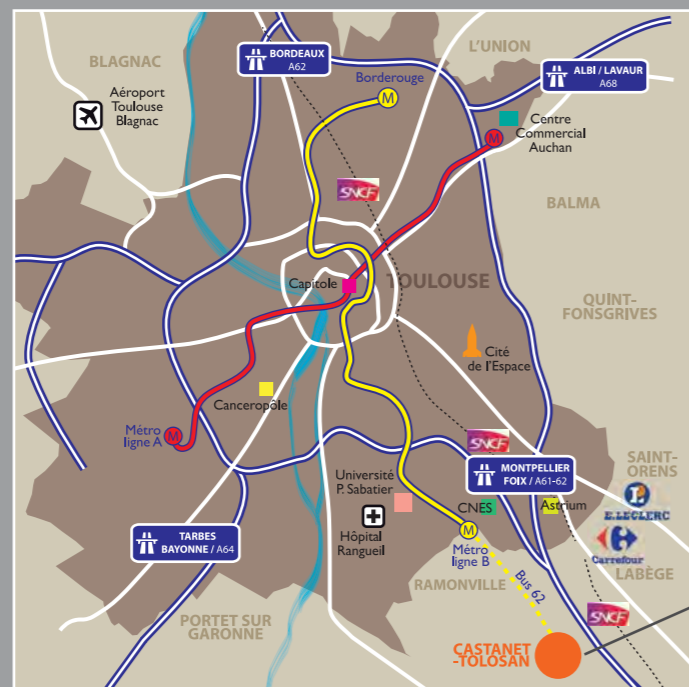 BLAGNAC
BORDEAUX
A62
L'UNION
Borderouge
M
ALBI / LAVAUR
A68
Aéroport
Toulouse
Blagnac
Centre
Commercial
Auchan
M
SNCF
BALMA
Capitole
TOULOUSE
QUINT-
FONSGRIVES
Cité
de l'Espace
Canceropôle
Métro
ligne A
M
SNCF
MONTPELLIER
FOIX / A61-62
SAINT-
ORENS
Université
P. Sabatier
CNES
Astrium
L
E.LECLERC
Hôpital
Rangueil
M
Métro
ligne B
Carrefour
TARBES
BAYONNE / A64
Bus 62
RAMONVILLE
LABÈGE
PORTET SUR
GARONNE
SNCF
CASTANET
-TOLOSAN